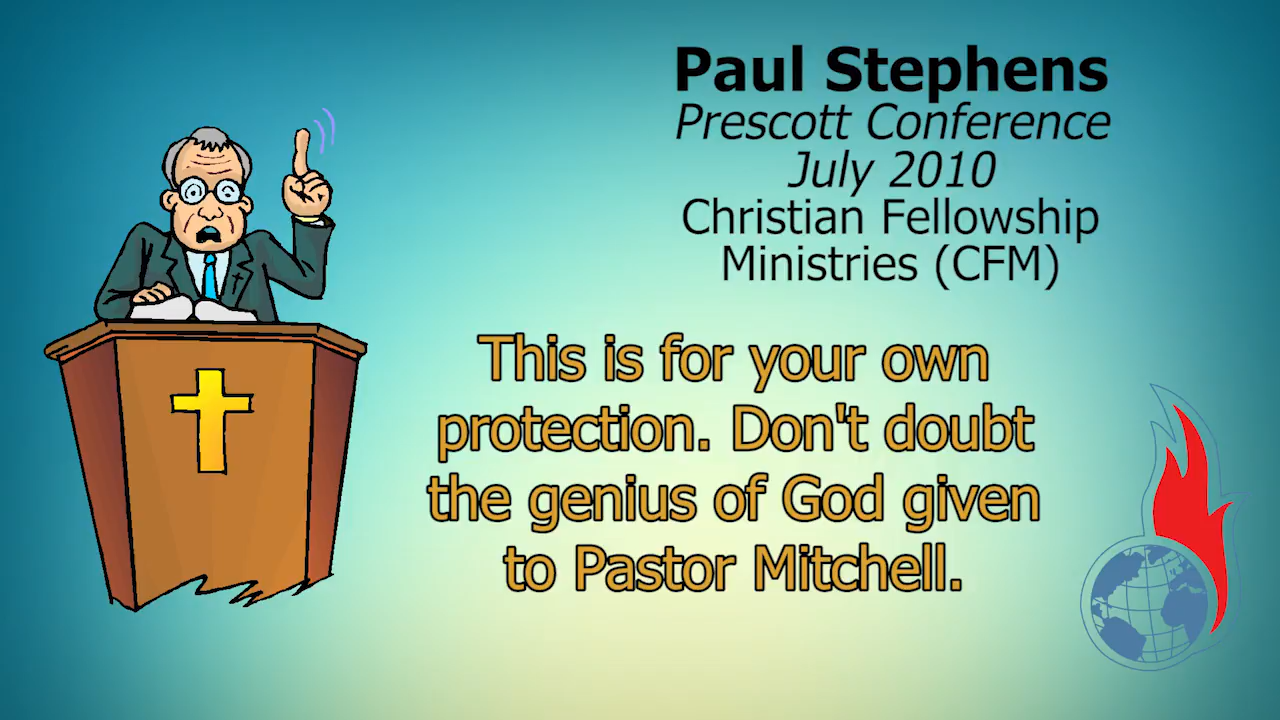 Paul Stephens
Prescott Conference
July 2010
Christian Fellowship
Ministries (CFM)
This is for your own
protection. Don't doubt
the genius of God given
to Pastor Mitchell.